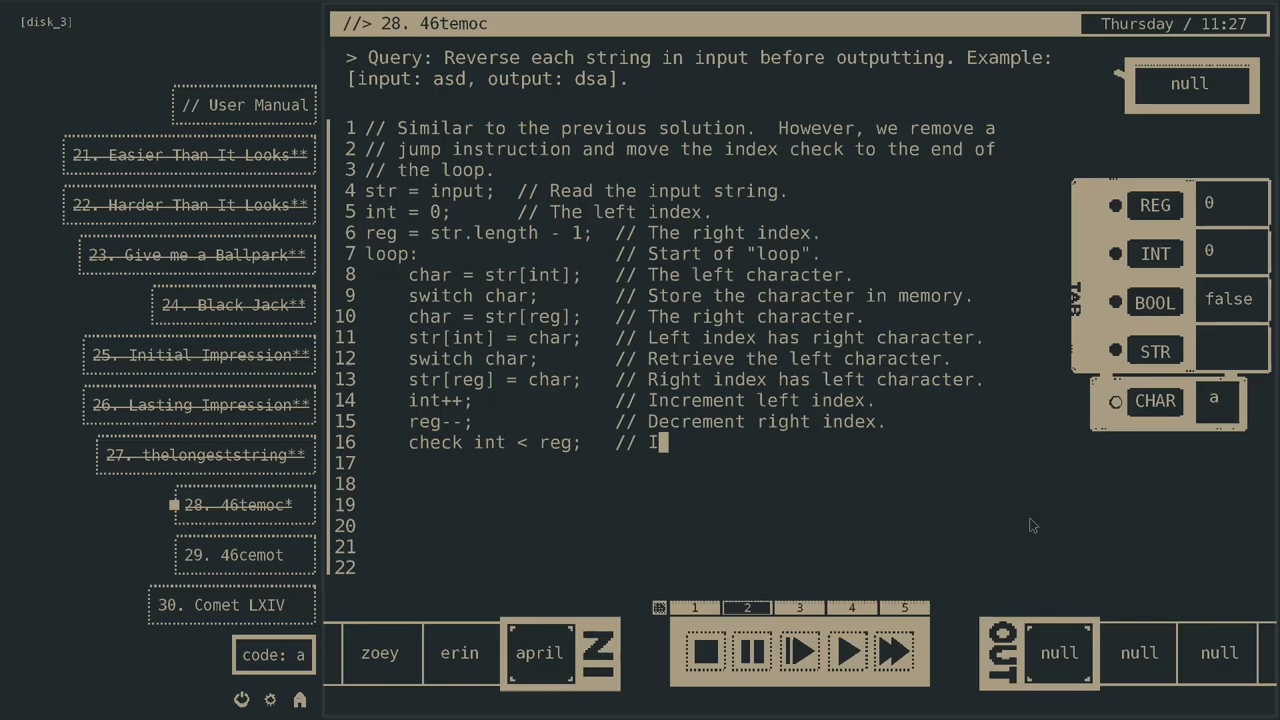 [disk_3]
//> 28. 46temoc
Thursday / 11:27
> Query: Reverse each string in input before outputting. Example:
[input: asd, output: dsa].
null
// User Manual
21. Easier Than It Looks**
22. Harder Than It Looks**
23. Give me a Ballpark**
24. Black Jack**
25. Initial Impression**
26. Lasting Impression**
27. thelongeststring**
28. 46temoc*
29. 46cemot
30. Comet LXIV
code: a
1 // Similar to the previous solution.  However, we remove a
2 // jump instruction and move the index check to the end of
3 // the loop.
4 str = input;  // Read the input string.
5 int = 0;      // The left index.
6 reg = str.length - 1;  // The right index.
7 loop:                  // Start of "loop".
8     char = str[int];   // The left character.
9     switch char;       // Store the character in memory.
10     char = str[reg];   // The right character.
11     str[int] = char;   // Left index has right character.
12     switch char;       // Retrieve the left character.
13     str[reg] = char;   // Right index has left character.
14     int++;             // Increment left index.
15     reg--;             // Decrement right index.
16     check int < reg;   // I
17
18
19
20
21
22
TAB
REG 0
INT 0
BOOL false
STR
CHAR a
1 2 3 4 5
zoey erin april IN
OUT null null null